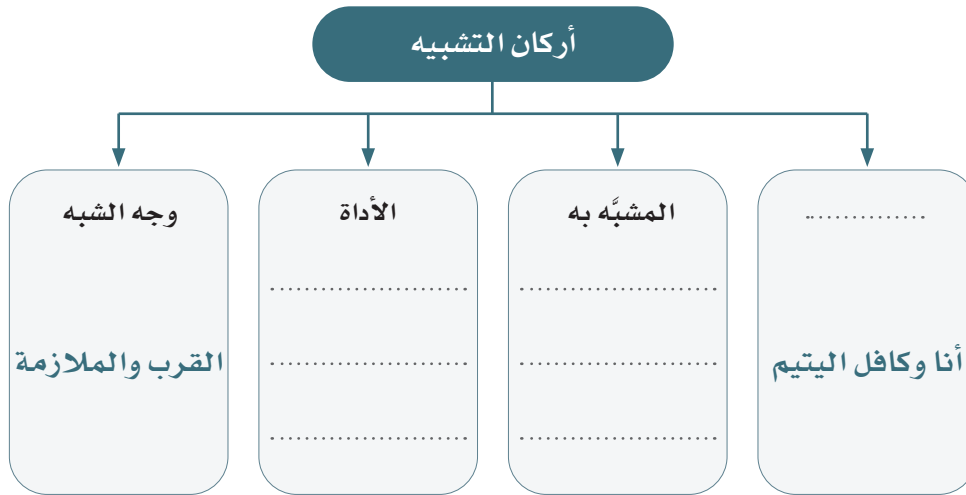 أركان التشبيه
..............
أنا وكافل اليتيم
المشبَّه به
........................
........................
........................
الأداة
........................
........................
........................
وجه الشبه
القرب والملازمة